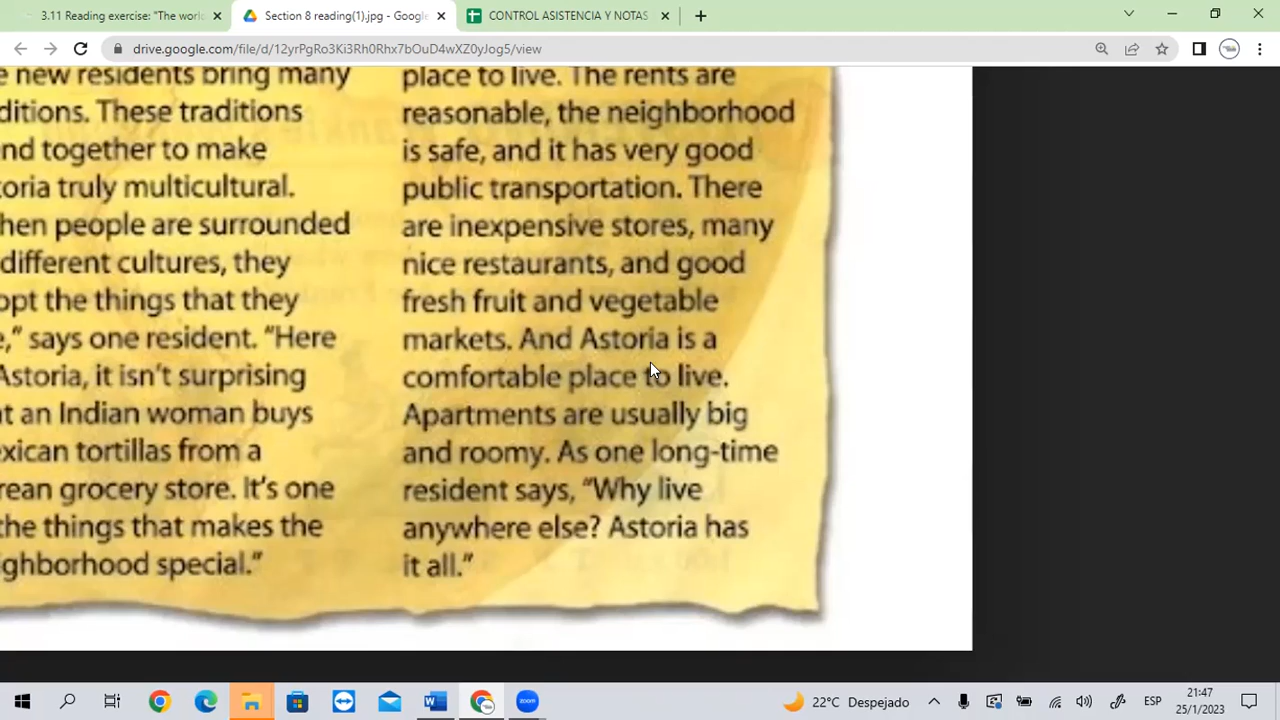 3.11 Reading exercise: "The worl
Section 8 reading(1).jpg - Google
CONTROL ASISTENCIA Y NOTAS
drive.google.com/file/d/12yrPgRo3Ki3Rh0Rhx7bOuD4wXZ0yJog5/view
new residents bring many
ditions. These traditions
nd together to make
toria truly multicultural.
hen people are surrounded
different cultures, they
opt the things that they
e," says one resident. "Here
Astoria, it isn't surprising
at an Indian woman buys
exican tortillas from a
rean grocery store. It's one
the things that makes the
ghborhood special."
place to live. The rents are
reasonable, the neighborhood
is safe, and it has very good
public transportation. There
are inexpensive stores, many
nice restaurants, and good
fresh fruit and vegetable
markets. And Astoria is a
comfortable place to live.
Apartments are usually big
and roomy. As one long-time
resident says, "Why live
anywhere else? Astoria has
it all."
22°C Despejado
ESP
21:47
25/1/2023